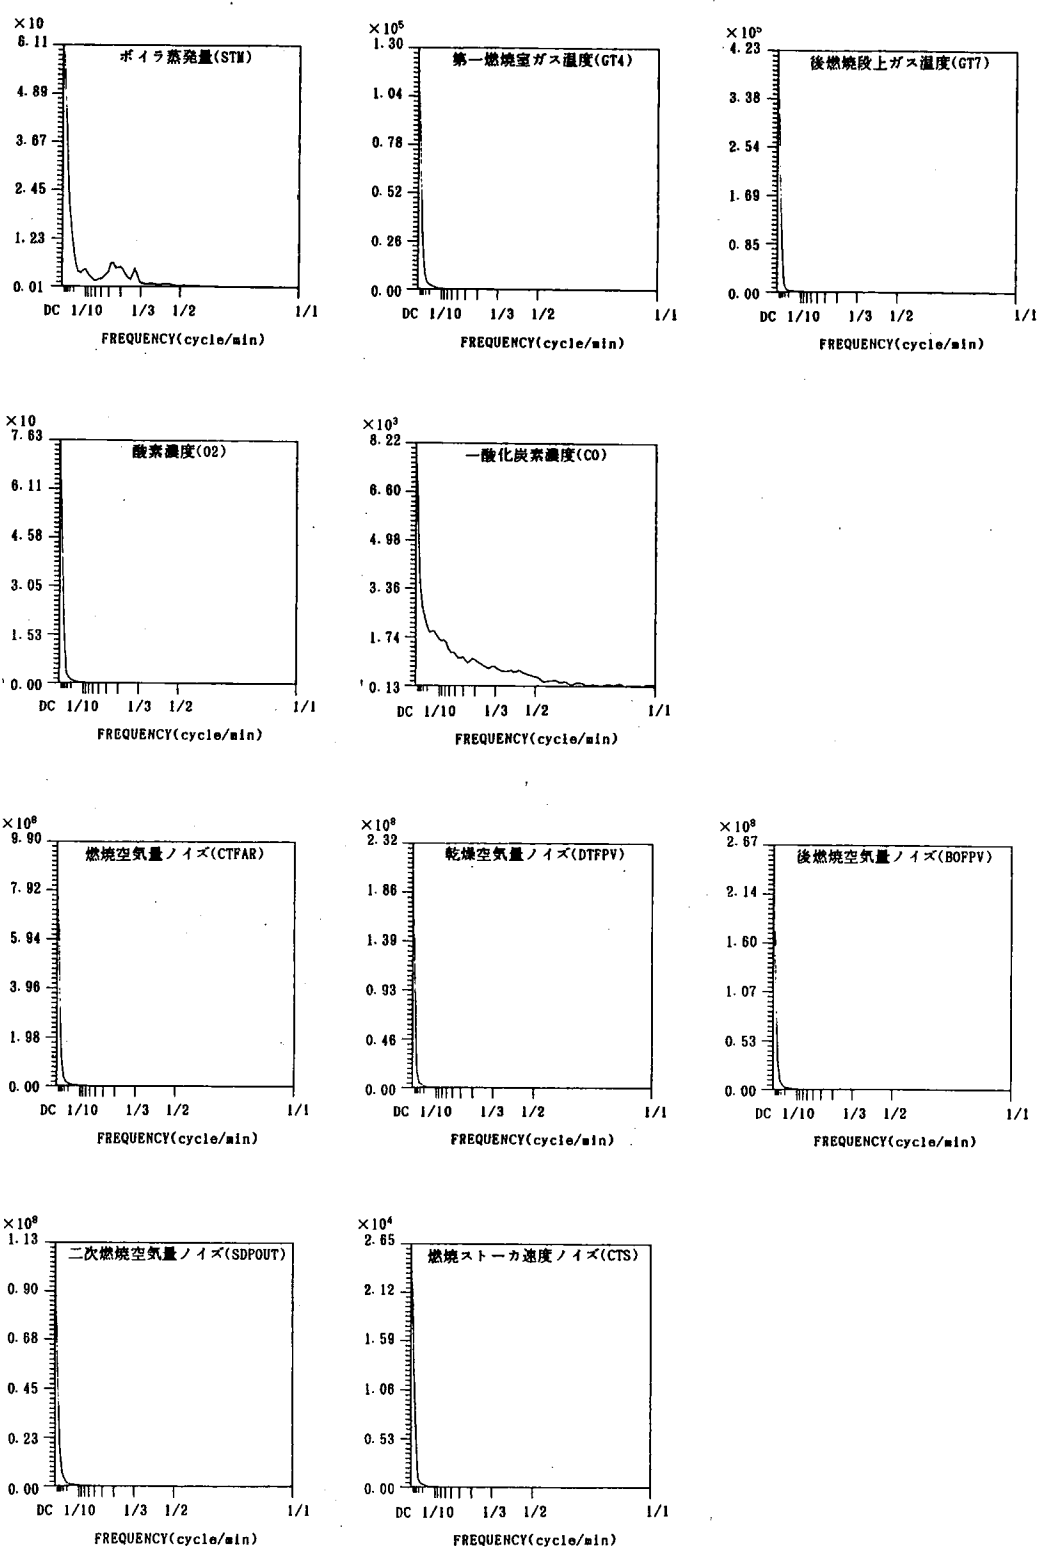 ×10
6.11
ボイラ蒸発量(STM)
4.89
3.67
2.45
1.23
0.01
DC 1/10 1/3 1/2 1/1
FREQUENCY(cycle/min)
×10⁵
1.30
第一燃焼室ガス温度(GT4)
1.04
0.78
0.52
0.26
0.00
DC 1/10 1/3 1/2 1/1
FREQUENCY(cycle/min)
×10⁵
4.23
後燃焼段上ガス温度(GT7)
3.38
2.54
1.69
0.85
0.00
DC 1/10 1/3 1/2 1/1
FREQUENCY(cycle/min)
×10
7.63
酸素濃度(O2)
6.11
4.58
3.05
1.53
0.00
DC 1/10 1/3 1/2 1/1
FREQUENCY(cycle/min)
×10³
8.22
一酸化炭素濃度(CO)
6.60
4.98
3.36
1.74
0.13
DC 1/10 1/3 1/2 1/1
FREQUENCY(cycle/min)
9.90
燃焼空気量ノイズ(CTFAR)
7.92
5.94
3.96
1.98
0.00
DC 1/10 1/3 1/2 1/1
FREQUENCY(cycle/min)
2.32
乾燥空気量ノイズ(DTFPV)
1.86
1.39
0.93
0.46
0.00
DC 1/10 1/3 1/2 1/1
FREQUENCY(cycle/min)
2.67
後燃焼空気量ノイズ(BOFPV)
2.14
1.60
1.07
0.53
0.00
DC 1/10 1/3 1/2 1/1
FREQUENCY(cycle/min)
1.13
二次燃焼空気量ノイズ(SDPOUT)
0.90
0.68
0.45
0.23
0.00
DC 1/10 1/3 1/2 1/1
FREQUENCY(cycle/min)
×10⁴
2.65
燃焼ストーカ速度ノイズ(CTS)
2.12
1.59
1.06
0.53
0.00
DC 1/10 1/3 1/2 1/1
FREQUENCY(cycle/min)